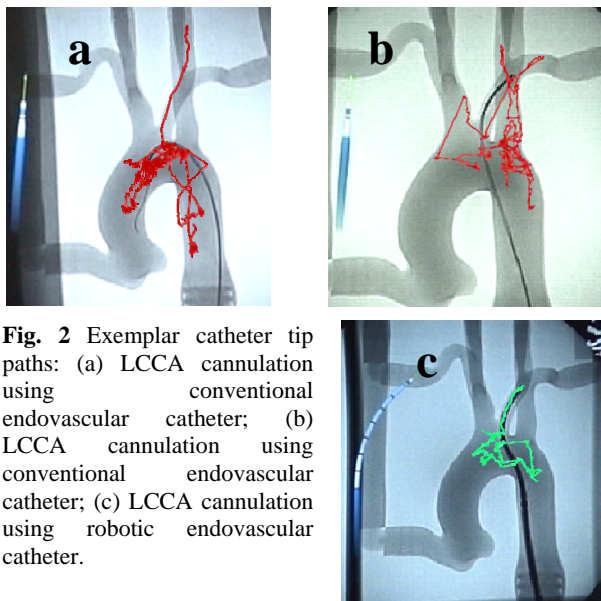 a
b
Fig. 2 Exemplar catheter tip
paths: (a) LCCA cannulation
using conventional
endovascular catheter; (b)
LCCA cannulation using
conventional endovascular
catheter; (c) LCCA cannulation
using robotic endovascular
catheter.
c